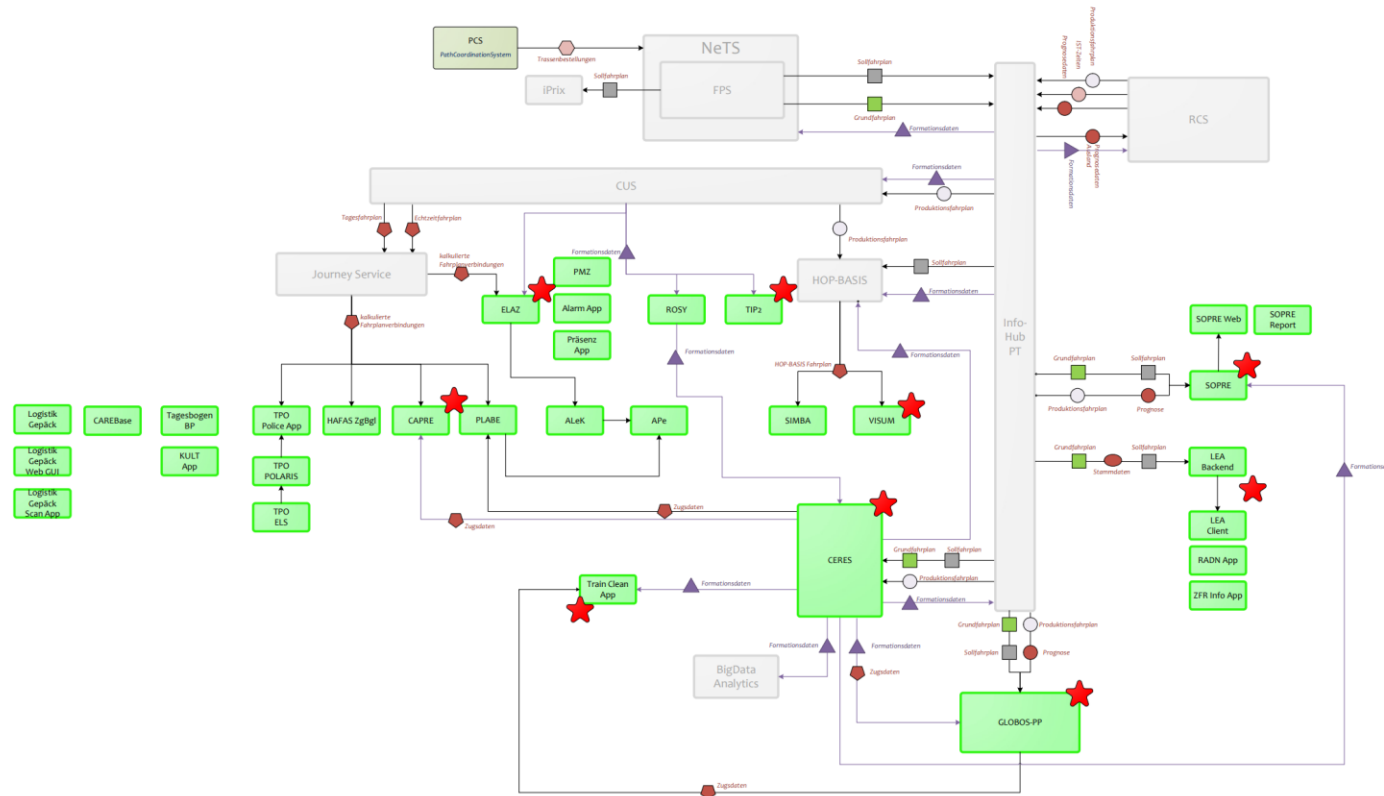 PCS
PathCoordinationSystem
Trassenbestellungen
NeTS
FPS
iPrix
Sollfahrplan
Sollfahrplan
Grundfahrplan
Formationsdaten
Produktionsfahrplan
IST-Zeiten
Prognosedaten
RCS
Prognosedaten
Ausland
Formationsdaten
CUS
Formationsdaten
Produktionsfahrplan
Tagesfahrplan
Echtzeitfahrplan
Formationsdaten
Produktionsfahrplan
Journey Service
kalkulierte
Fahrplanverbindungen
kalkulierte
Fahrplanverbindungen
PMZ
ELAZ
Alarm App
Präsenz
App
ROSY
TIP2
HOP-BASIS
Sollfahrplan
Formationsdaten
Info-
Hub
PT
Formationsdaten
Formationsdaten
HOP-BASIS Fahrplan
SOPRE Web
SOPRE
Report
Grundfahrplan
Sollfahrplan
SOPRE
Produktionsfahrplan
Prognose
Logistik
Gepäck
CAREBase
Tagesbogen
BP
TPO
Police App
HAFAS ZgBgl
CAPRE
PLABE
ALeK
APe
SIMBA
VISUM
Logistik
Gepäck
Web GUI
KULT
App
TPO
POLARIS
Grundfahrplan
Stammdaten
Sollfahrplan
LEA
Backend
Logistik
Gepäck
Scan App
TPO
ELS
Zugsdaten
Zugsdaten
CERES
LEA
Client
RADN App
ZFR Info App
Grundfahrplan
Sollfahrplan
Produktionsfahrplan
Formationsdaten
Train Clean
App
Formationsdaten
Grundfahrplan
Produktionsfahrplan
Sollfahrplan
Prognose
Formationsdaten
Formationsdaten
Zugsdaten
BigData
Analytics
GLOBOS-PP
Zugsdaten